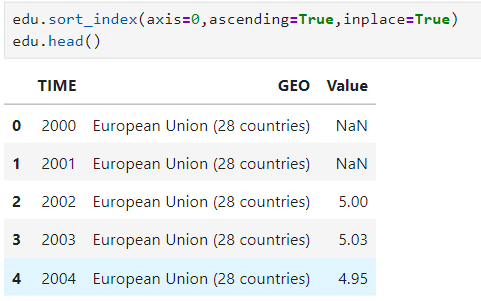 edu.sort_index(axis=0,ascending=True,inplace=True)
edu.head()
TIME GEO Value
0 2000 European Union (28 countries) NaN
1 2001 European Union (28 countries) NaN
2 2002 European Union (28 countries) 5.00
3 2003 European Union (28 countries) 5.03
4 2004 European Union (28 countries) 4.95